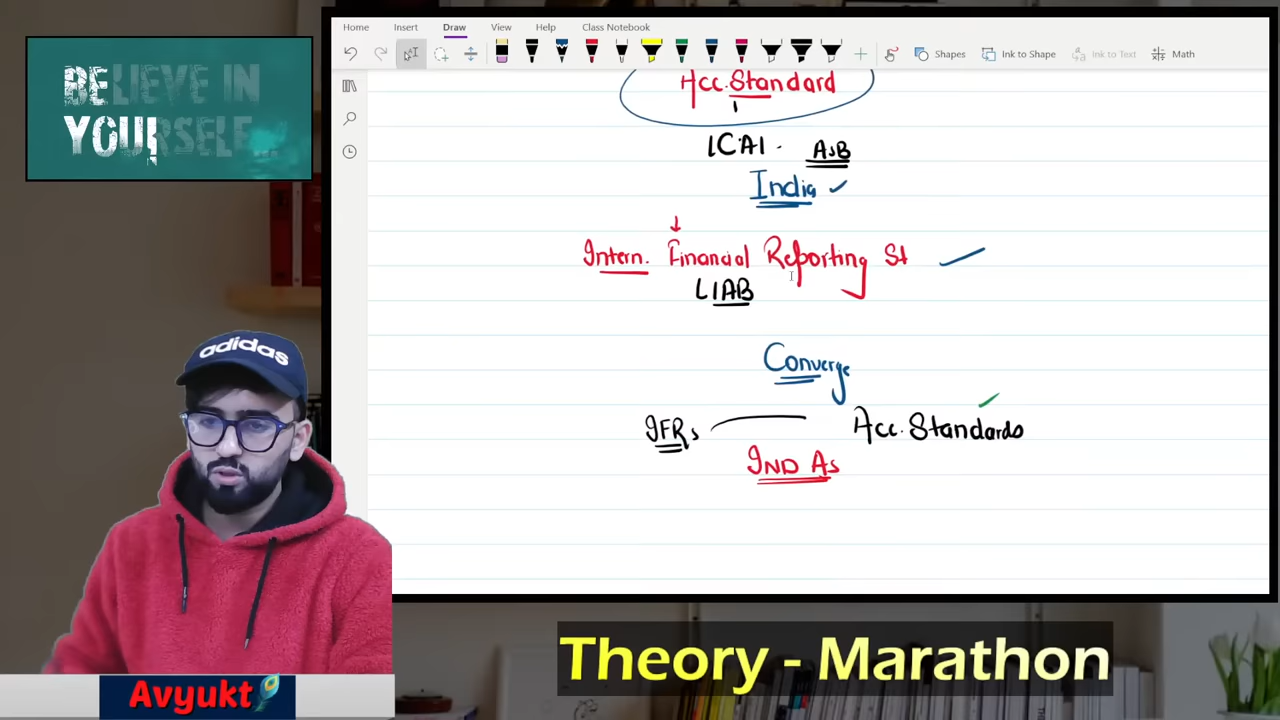 BELIEVE IN
YOURSELF...
Home Insert Draw View Help Class Notebook
Shapes Ink to Shape Ink to Text Math
Acc. Standard
ICAI. ASB
India
Intern. Financial Reporting St
LIAB
Converge
IFRs Acc. Standards
IND AS
adidas
Theory - Marathon
Avyukt